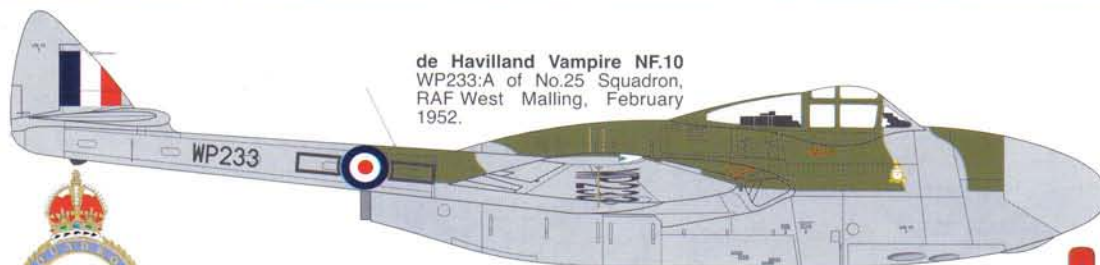 de Havilland Vampire NF.10
WP233:A of No.25 Squadron,
RAF West Malling, February
1952.
WP233